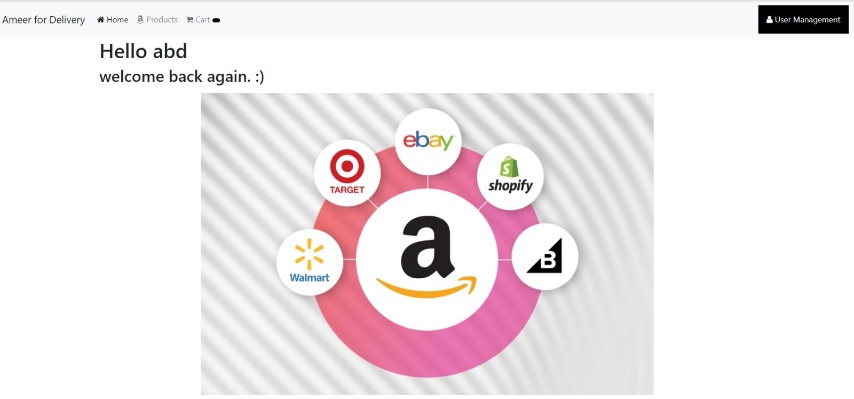 Ameer for Delivery Home Products Cart User Management
Hello abd
welcome back again. :)
ebay
TARGET
shopify
Walmart
a
B